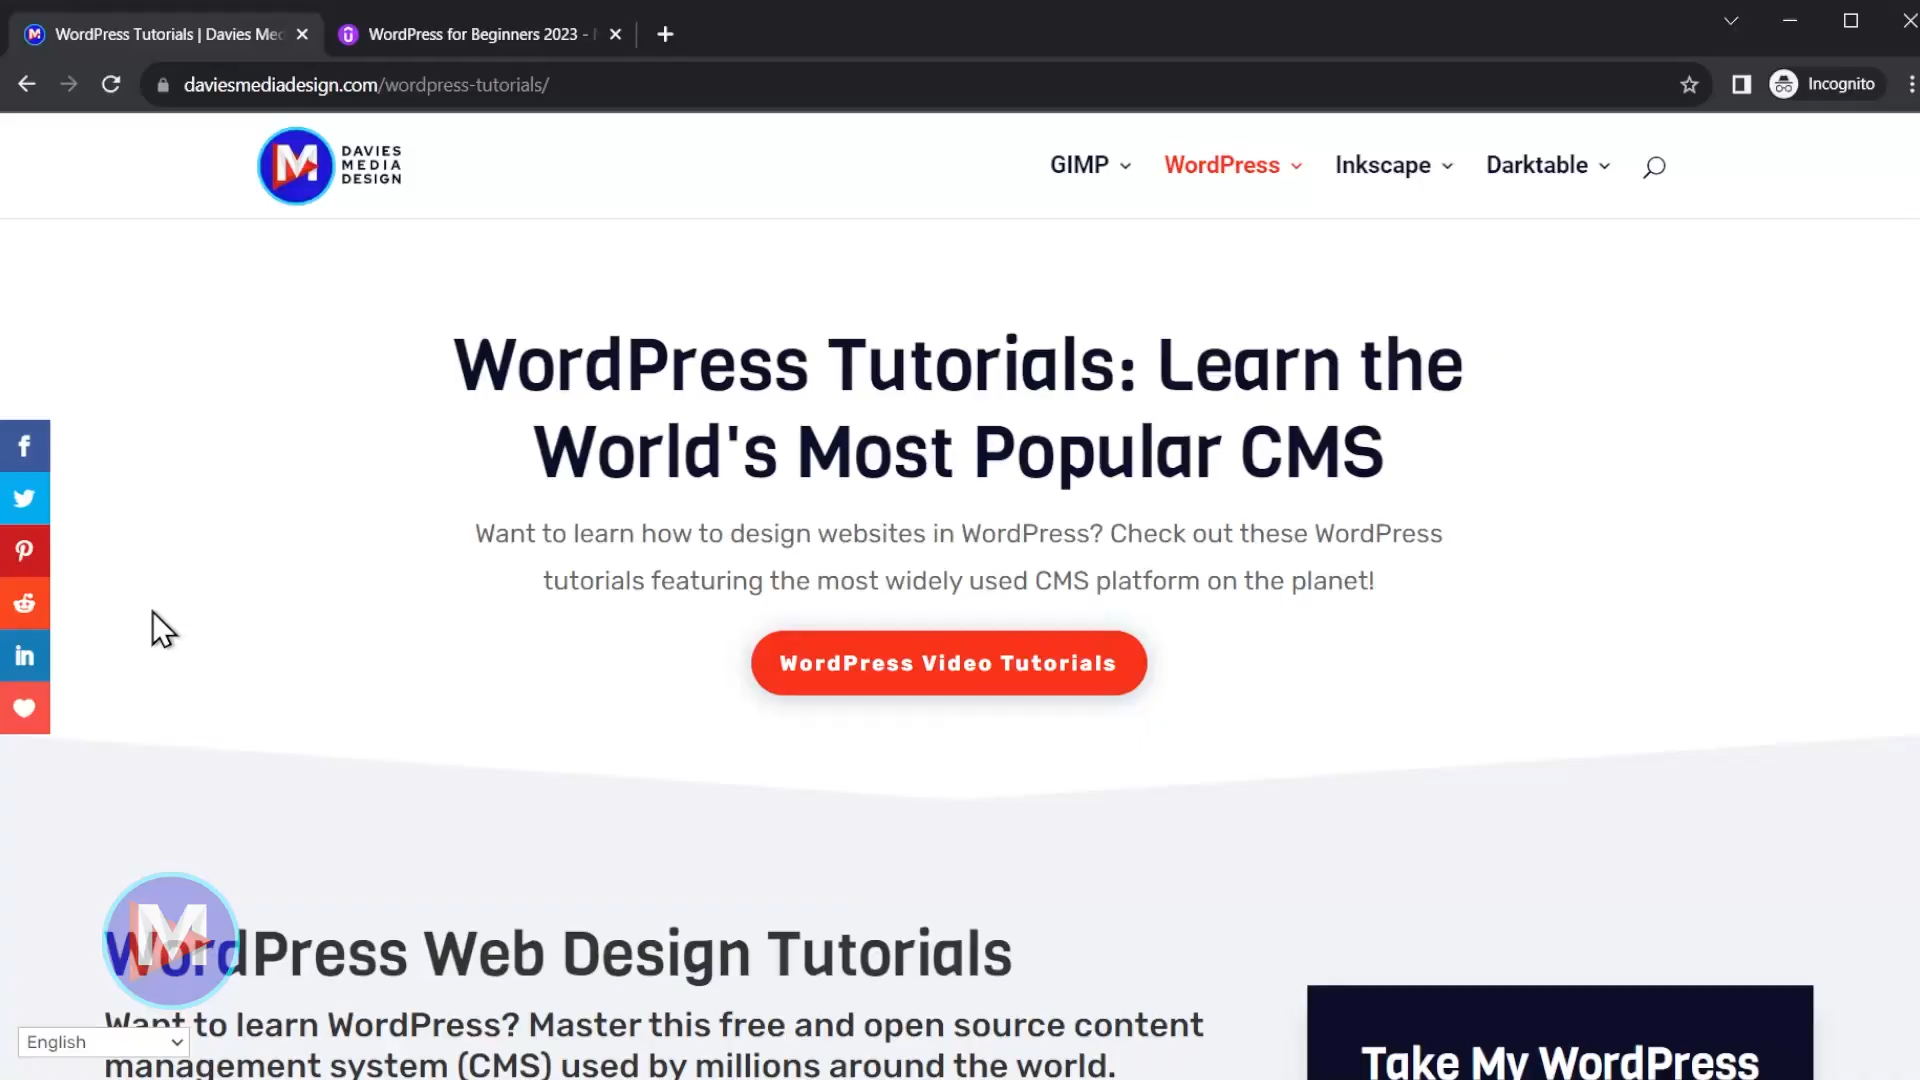 WordPress Tutorials | Davies Med
WordPress for Beginners 2023 -
daviesmediadesign.com/wordpress-tutorials/
Incognito
DAVIES
MEDIA
DESIGN
GIMP
WordPress
Inkscape
Darktable
WordPress Tutorials: Learn the
World's Most Popular CMS
Want to learn how to design websites in WordPress? Check out these WordPress
tutorials featuring the most widely used CMS platform on the planet!
WordPress Video Tutorials
WordPress Web Design Tutorials
Want to learn WordPress? Master this free and open source content
management system (CMS) used by millions around the world.
English
Take My WordPress